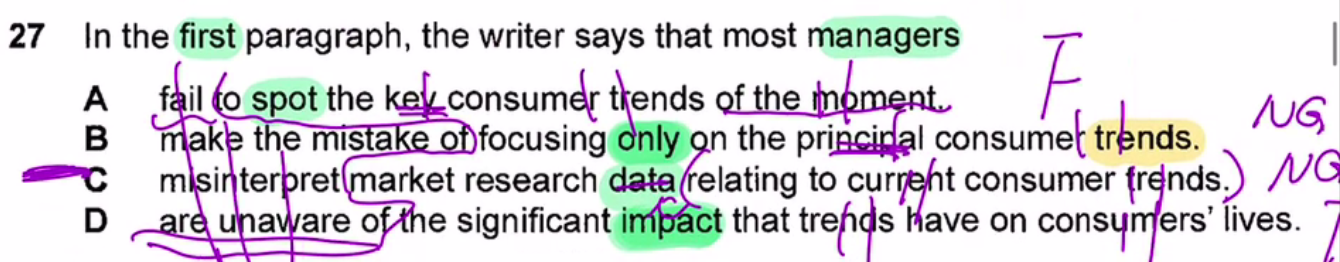 27 In the first paragraph, the writer says that most managers
A fail to spot the key consumer trends of the moment. F
B make the mistake of focusing only on the principal consumer trends. NG
C misinterpret market research data relating to current consumer trends. NG
D are unaware of the significant impact that trends have on consumers' lives.